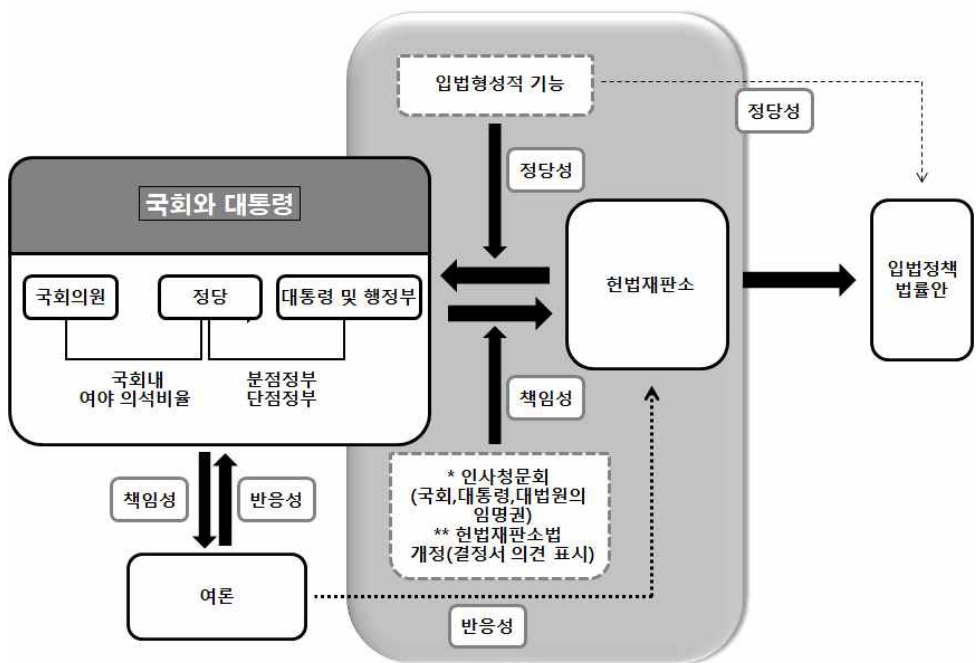 입법형성적 기능
정당성
정당성
국회와 대통령
국회의원
정당
대통령 및 행정부
국회내
여야 의석비율
분점정부
단점정부
헌법재판소
입법정책
법률안
책임성
* 인사청문회
(국회,대통령,대법원의
임명권)
** 헌법재판소법
개정(결정서 의견 표시)
책임성
반응성
여론
반응성